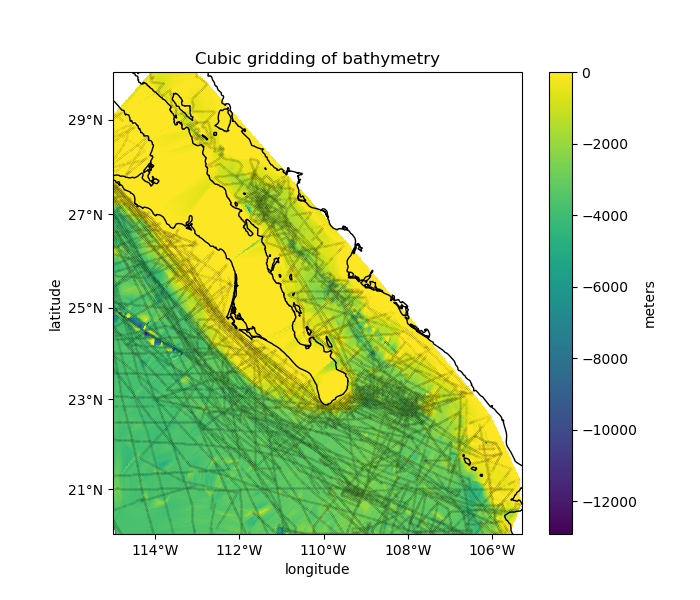 Cubic gridding of bathymetry
29°N
27°N
25°N
23°N
21°N
latitude
114°W
112°W
110°W
108°W
106°W
longitude
0
−2000
−4000
−6000
−8000
−10000
−12000
meters